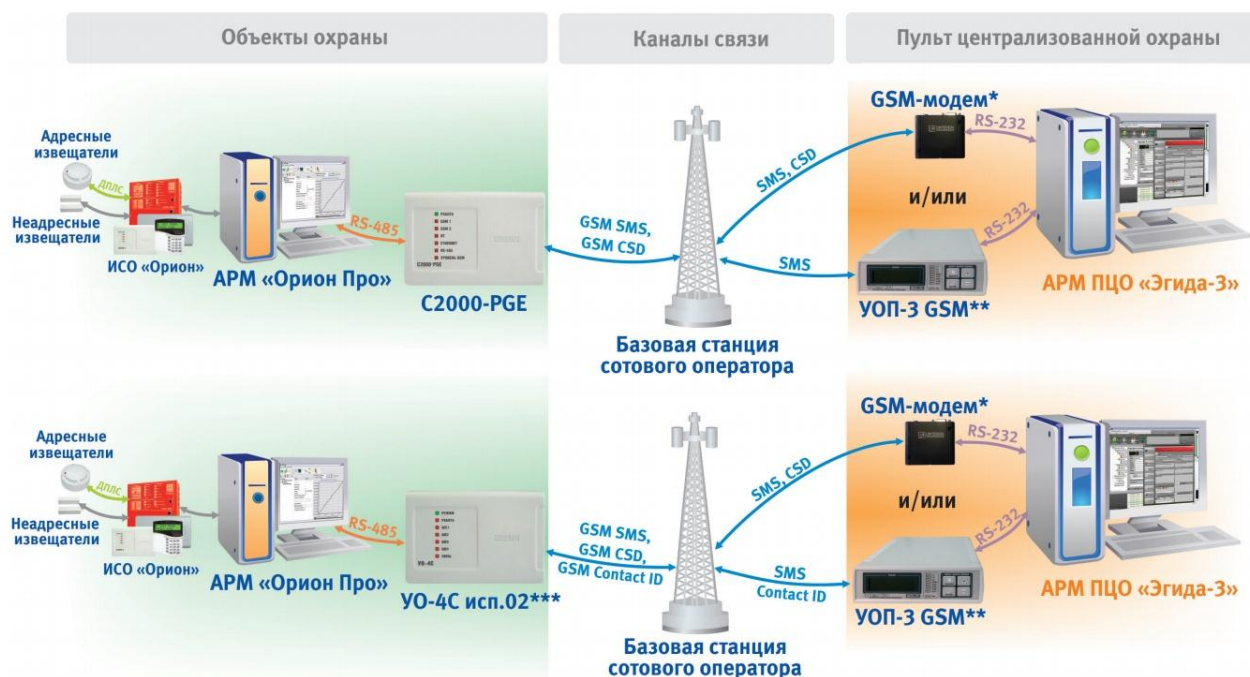 Объекты охраны
Каналы связи
Пульт централизованной охраны
Адресные
извещатели
ДПЛС
Неадресные
извещатели
ИСО «Орион»
АРМ «Орион Про»
RS-485
С2000-PGE
С2000-PGE
GSM SMS,
GSM CSD
Базовая станция
сотового оператора
SMS, CSD
SMS
GSM-модем*
RS-232
и/или
RS-232
УОП-3 GSM**
АРМ ПЦО «Эгида-3»
Адресные
извещатели
ДПЛС
Неадресные
извещатели
ИСО «Орион»
АРМ «Орион Про»
RS-485
УО-4С
УО-4С исп.02***
GSM SMS,
GSM CSD,
GSM Contact ID
Базовая станция
сотового оператора
SMS, CSD
SMS
Contact ID
GSM-модем*
RS-232
и/или
RS-232
УОП-3 GSM**
АРМ ПЦО «Эгида-3»